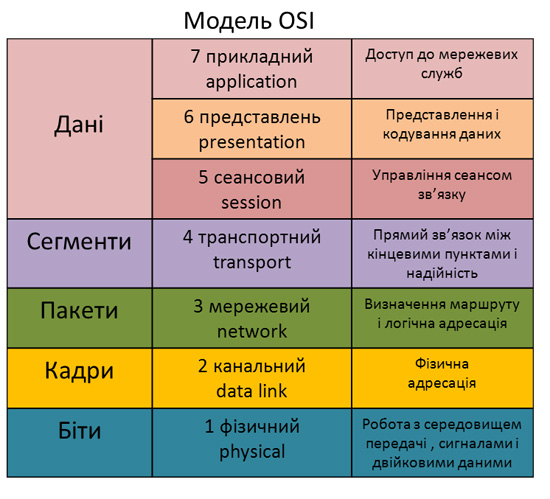 Модель OSI
Дані
7 прикладний
application
Доступ до мережевих
служб
6 представлень
presentation
Представлення і
кодування даних
5 сеансовий
session
Управління сеансом
зв’язку
Сегменти
4 транспортний
transport
Прямий зв’язок між
кінцевими пунктами і
надійність
Пакети
3 мережевий
network
Визначення маршруту
і логічна адресація
Кадри
2 канальний
data link
Фізична
адресація
Біти
1 фізичний
physical
Робота з середовищем
передачі , сигналами і
двійковими даними